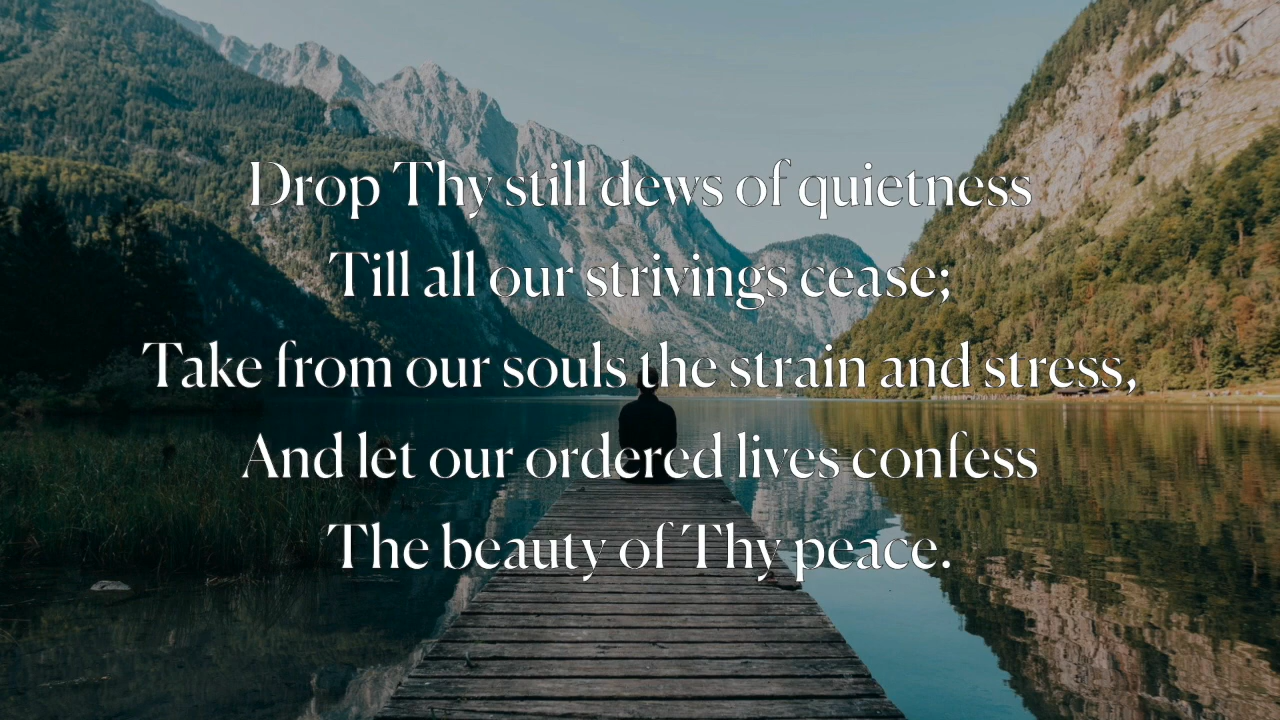 Drop Thy still dews of quietness
Till all our strivings cease;
Take from our souls the strain and stress,
And let our ordered lives confess
The beauty of Thy peace.